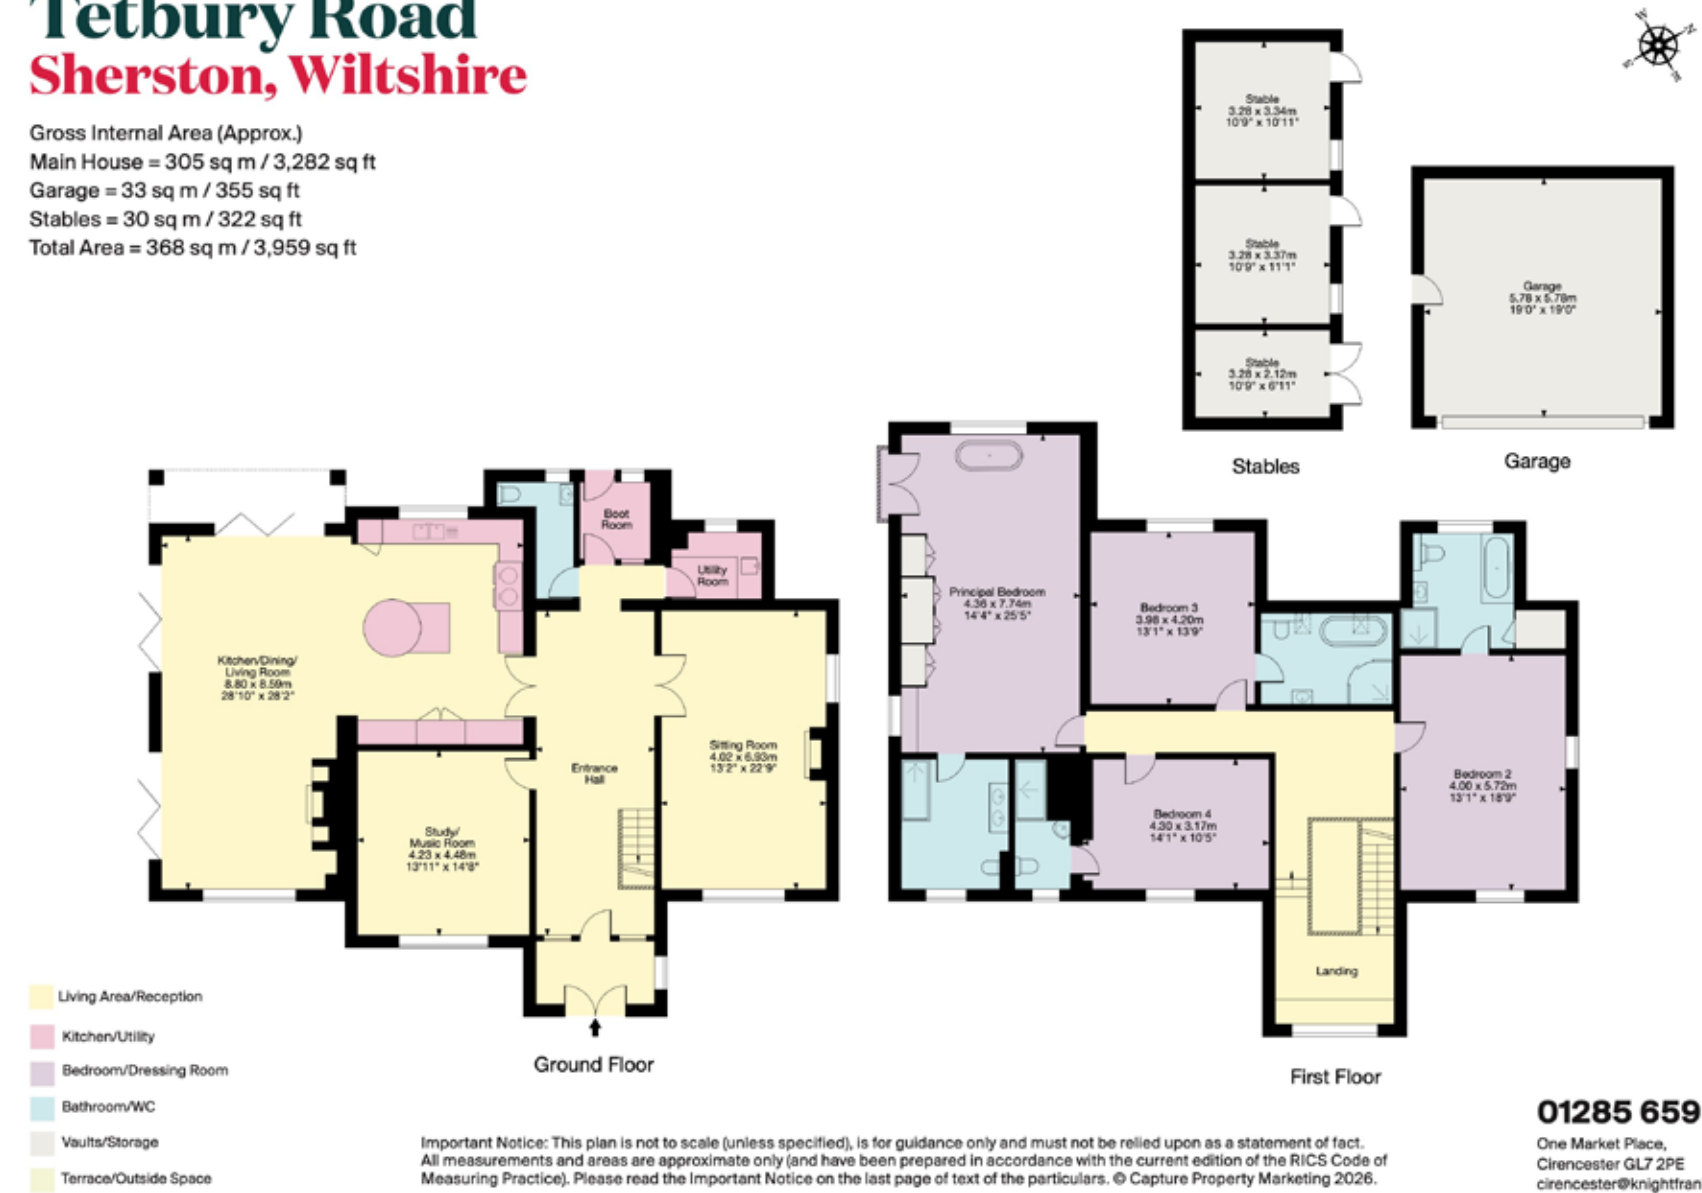 Tetbury Road
Sherston, Wiltshire
Gross Internal Area (Approx.)
Main House = 305 sq m / 3,282 sq ft
Garage = 33 sq m / 355 sq ft
Stables = 30 sq m / 322 sq ft
Total Area = 368 sq m / 3,959 sq ft
W
N
S
Stable
3.28 x 3.34m
10'9" x 10'11"
Stable
3.28 x 3.37m
10'9" x 11'1"
Stable
3.28 x 2.12m
10'9" x 6'11"
Stables
Garage
5.78 x 5.78m
19'0" x 19'0"
Garage
Boot
Room
Utility
Room
Kitchen/Dining/
Living Room
8.80 x 8.59m
28'10" x 28'2"
Entrance
Hall
Sitting Room
4.02 x 6.93m
13'2" x 22'9"
Study/
Music Room
4.23 x 4.48m
13'11" x 14'8"
Ground Floor
Principal Bedroom
4.36 x 7.74m
14'4" x 25'5"
Bedroom 3
3.98 x 4.20m
13'1" x 13'9"
Bedroom 2
4.00 x 5.72m
13'1" x 18'9"
Bedroom 4
4.30 x 3.17m
14'1" x 10'5"
Landing
First Floor
Living Area/Reception
Kitchen/Utility
Bedroom/Dressing Room
Bathroom/WC
Vaults/Storage
Terrace/Outside Space
Important Notice: This plan is not to scale (unless specified), is for guidance only and must not be relied upon as a statement of fact.
All measurements and areas are approximate only (and have been prepared in accordance with the current edition of the RICS Code of
Measuring Practice). Please read the Important Notice on the last page of text of the particulars. © Capture Property Marketing 2026.
01285 659
One Market Place,
Cirencester GL7 2PE
cirencester@knightfran